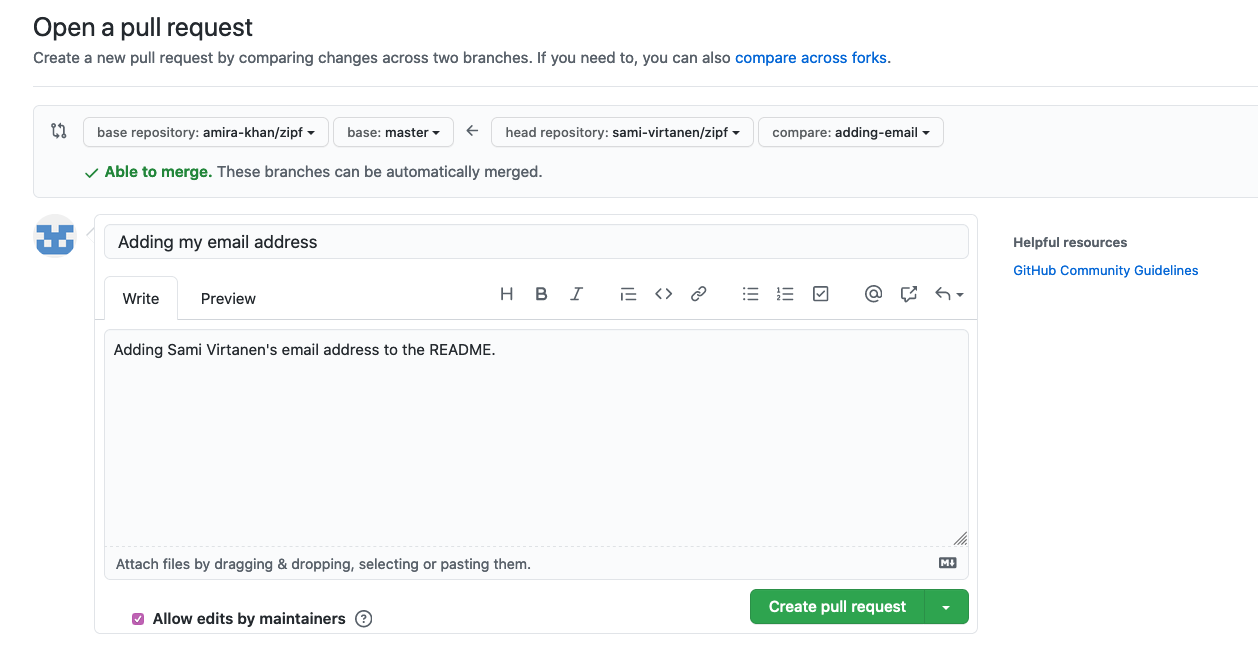 Open a pull request
Create a new pull request by comparing changes across two branches. If you need to, you can also compare across forks.
base repository: amira-khan/zipf base: master head repository: sami-virtanen/zipf compare: adding-email
Able to merge. These branches can be automatically merged.
Adding my email address
Helpful resources
GitHub Community Guidelines
Write Preview
Adding Sami Virtanen's email address to the README.
Attach files by dragging & dropping, selecting or pasting them.
Allow edits by maintainers
Create pull request